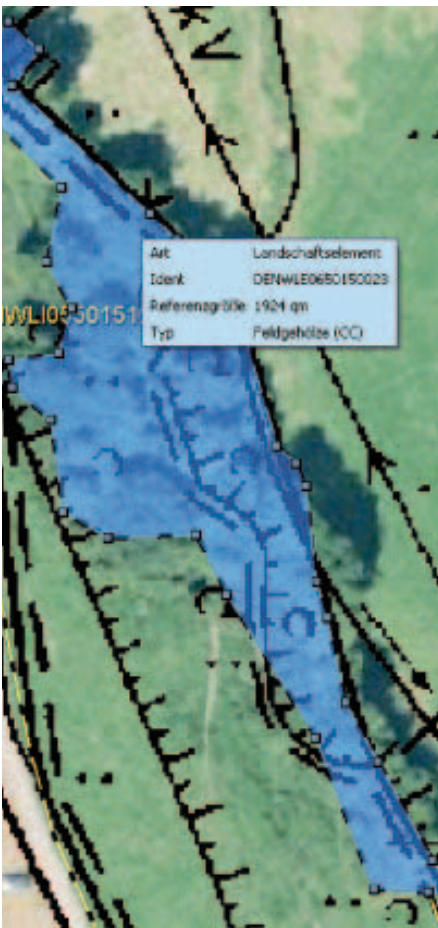 Art Landschaftselement
Ident DENWLE0650150023
Referenzgröße 1924 qm
Typ Feldgehölze (CC)